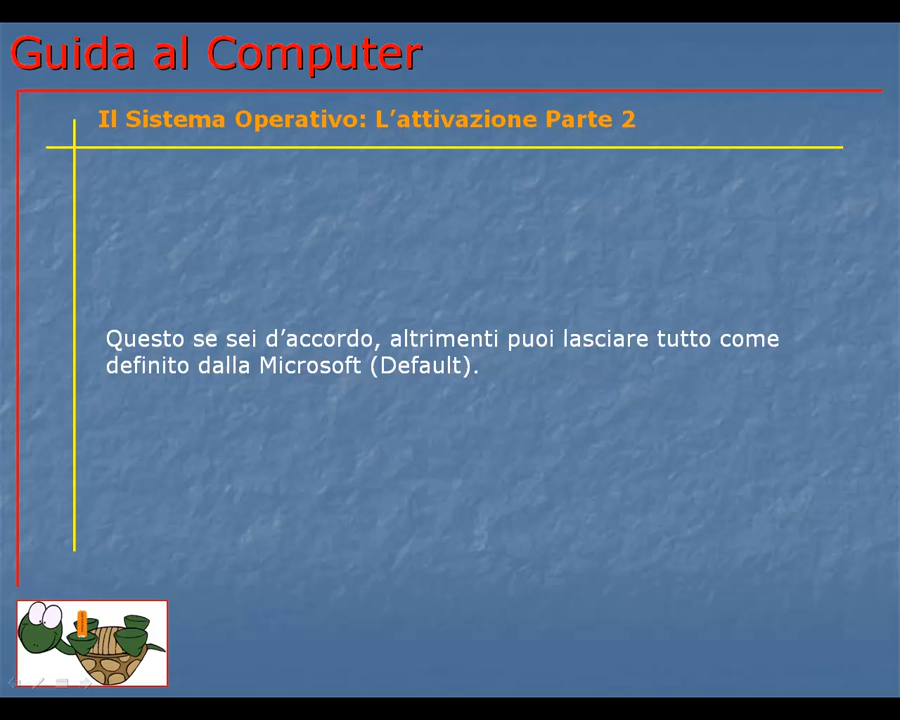 Guida al Computer
Il Sistema Operativo: L’attivazione Parte 2
Questo se sei d’accordo, altrimenti puoi lasciare tutto come
definito dalla Microsoft (Default).